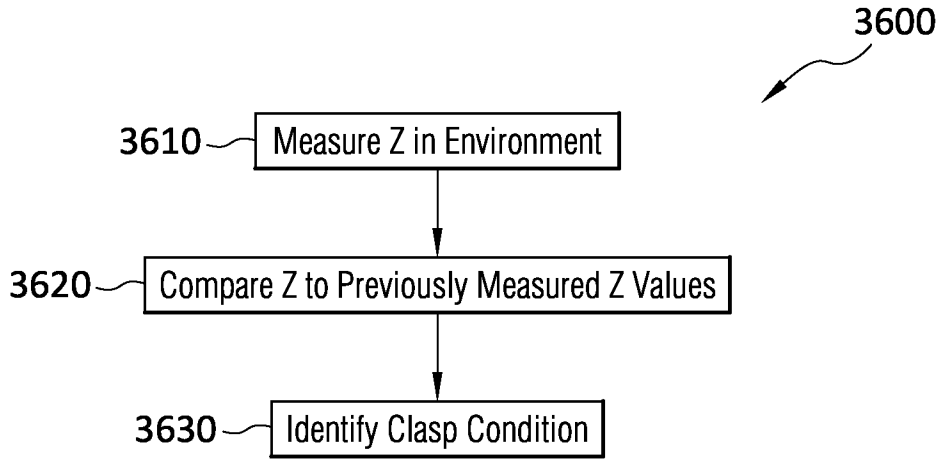 3600
3610 Measure Z in Environment
3620 Compare Z to Previously Measured Z Values
3630 Identify Clasp Condition